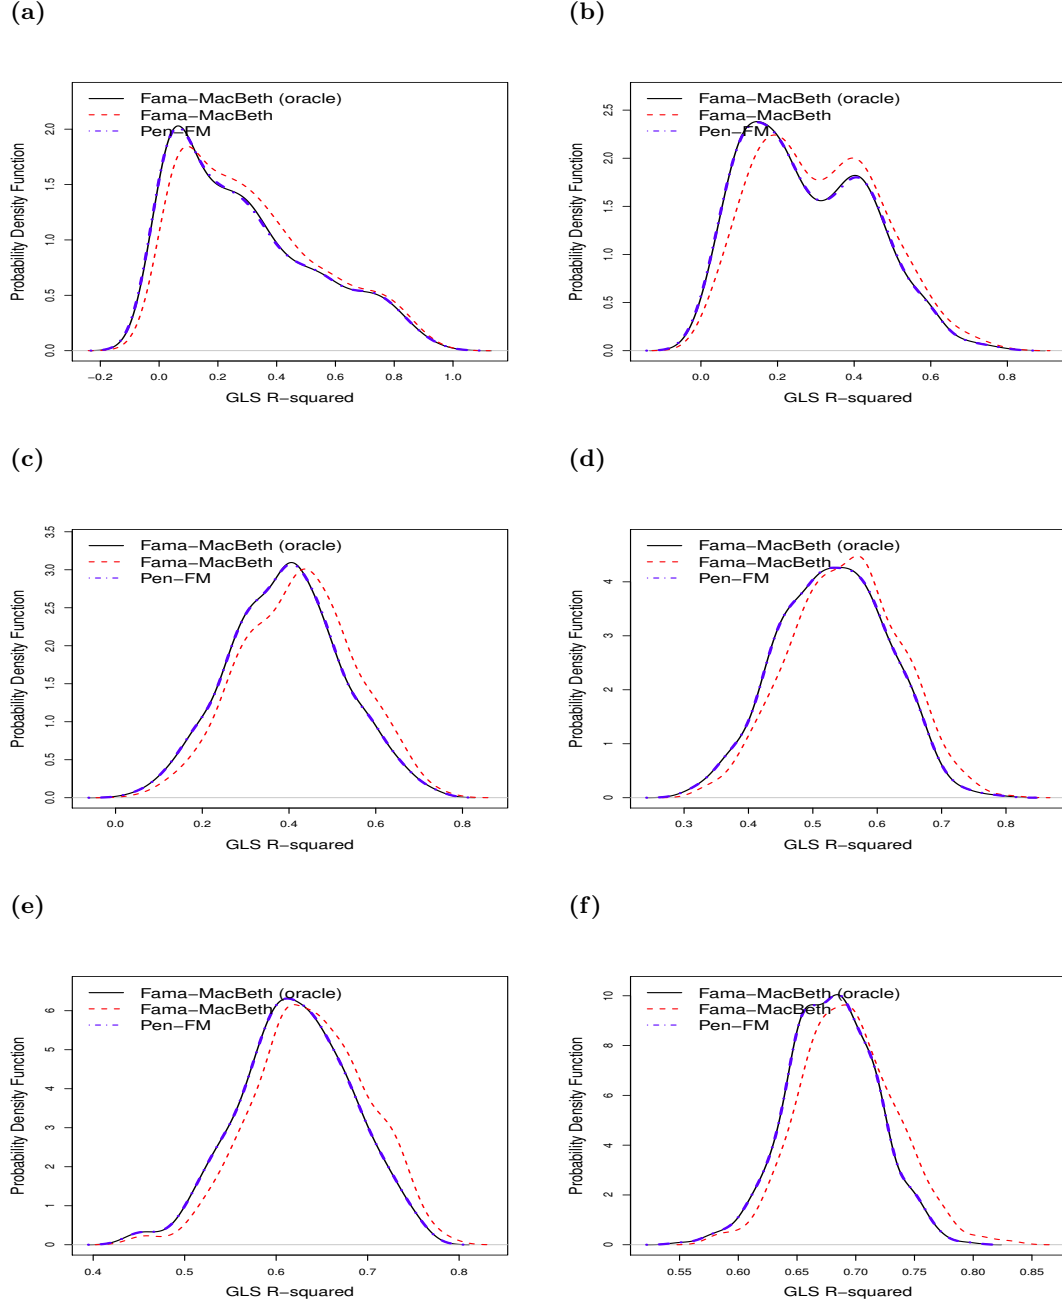 (a)
Fama−MacBeth (oracle)
Fama−MacBeth
Pen−FM
Probability Density Function
0.0 0.5 1.0 1.5 2.0
−0.2 0.0 0.2 0.4 0.6 0.8 1.0
GLS R−squared
(b)
Fama−MacBeth (oracle)
Fama−MacBeth
Pen−FM
Probability Density Function
0.0 0.5 1.0 1.5 2.0 2.5
0.0 0.2 0.4 0.6 0.8
GLS R−squared
(c)
Fama−MacBeth (oracle)
Fama−MacBeth
Pen−FM
Probability Density Function
0.0 0.5 1.0 1.5 2.0 2.5 3.0 3.5
0.0 0.2 0.4 0.6 0.8
GLS R−squared
(d)
Fama−MacBeth (oracle)
Fama−MacBeth
Pen−FM
Probability Density Function
0 1 2 3 4
0.3 0.4 0.5 0.6 0.7 0.8
GLS R−squared
(e)
Fama−MacBeth (oracle)
Fama−MacBeth
Pen−FM
Probability Density Function
0 1 2 3 4 5 6
0.4 0.5 0.6 0.7 0.8
GLS R−squared
(f)
Fama−MacBeth (oracle)
Fama−MacBeth
Pen−FM
Probability Density Function
0 2 4 6 8 10
0.55 0.60 0.65 0.70 0.75 0.80 0.85
GLS R−squared